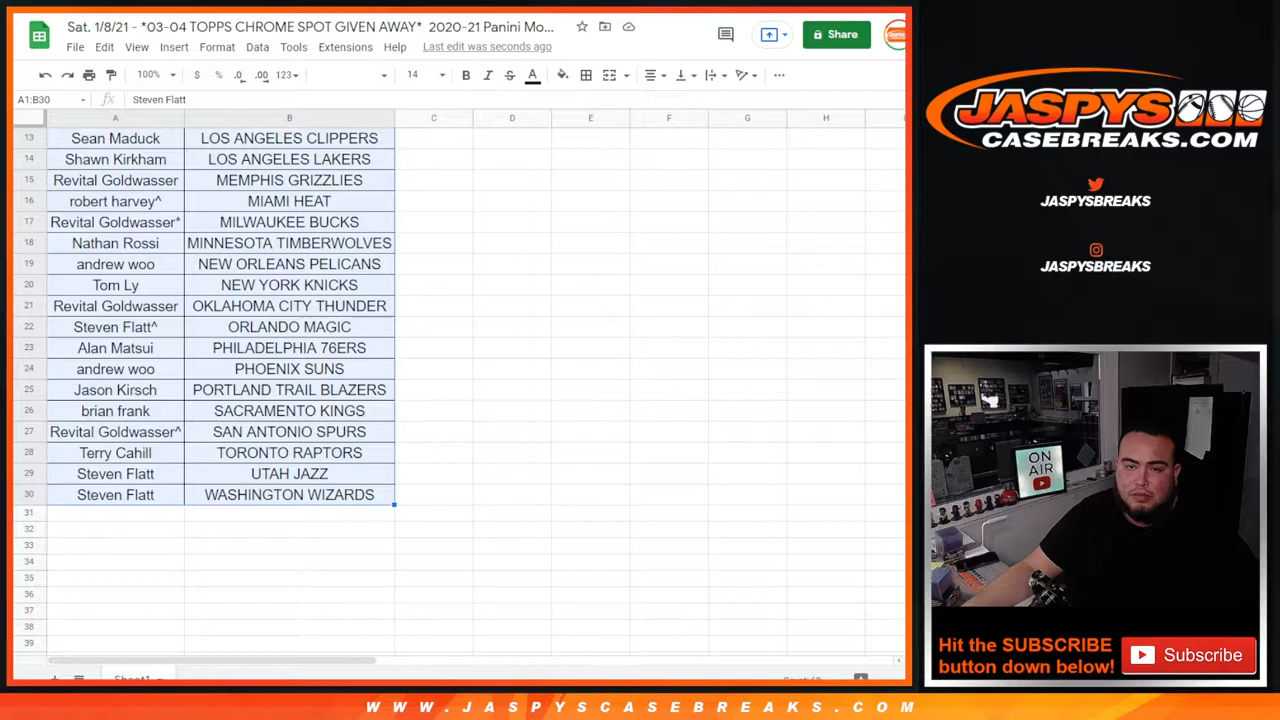 Sat. 1/8/21 - *03-04 TOPPS CHROME SPOT GIVEN AWAY* 2020-21 Panini Mo...
File Edit View Insert Format Data Tools Extensions Help Last edit was seconds ago
Share
100% $ % .0 .00 123 14 B I S A
A1:B30 fx Steven Flatt
A B C D E F G H
13 Sean Maduck LOS ANGELES CLIPPERS
14 Shawn Kirkham LOS ANGELES LAKERS
15 Revital Goldwasser MEMPHIS GRIZZLIES
16 robert harvey^ MIAMI HEAT
17 Revital Goldwasser* MILWAUKEE BUCKS
18 Nathan Rossi MINNESOTA TIMBERWOLVES
19 andrew woo NEW ORLEANS PELICANS
20 Tom Ly NEW YORK KNICKS
21 Revital Goldwasser OKLAHOMA CITY THUNDER
22 Steven Flatt^ ORLANDO MAGIC
23 Alan Matsui PHILADELPHIA 76ERS
24 andrew woo PHOENIX SUNS
25 Jason Kirsch PORTLAND TRAIL BLAZERS
26 brian frank SACRAMENTO KINGS
27 Revital Goldwasser^ SAN ANTONIO SPURS
28 Terry Cahill TORONTO RAPTORS
29 Steven Flatt UTAH JAZZ
30 Steven Flatt WASHINGTON WIZARDS
31
32
33
34
35
36
37
38
39
JASPYS
CASEBREAKS.COM
JASPYSBREAKS
JASPYSBREAKS
ON
AIR
Hit the SUBSCRIBE
button down below!
Subscribe
WWW.JASPYSCASEBREAKS.COM